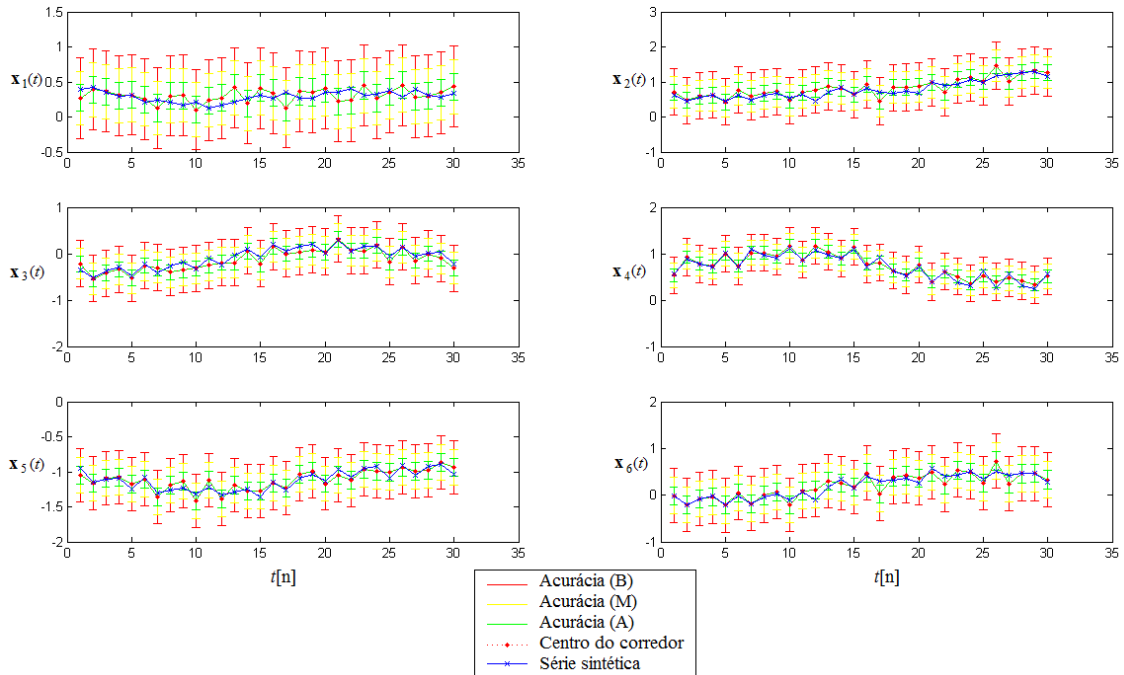 1.5
1
0.5
0
-0.5
x1(t)
0 5 10 15 20 25 30 35
3
2
1
0
-1
x2(t)
0 5 10 15 20 25 30 35
1
0
-1
-2
x3(t)
0 5 10 15 20 25 30 35
2
1
0
-1
x4(t)
0 5 10 15 20 25 30 35
0
-0.5
-1
-1.5
-2
x5(t)
0 5 10 15 20 25 30 35
t[n]
2
1
0
-1
x6(t)
0 5 10 15 20 25 30 35
t[n]
Acurácia (B)
Acurácia (M)
Acurácia (A)
Centro do corredor
Série sintética